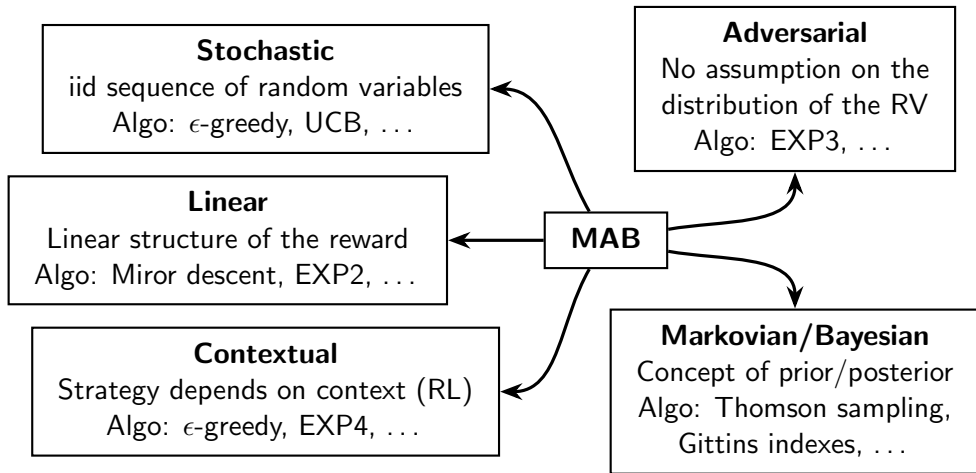 Stochastic
iid sequence of random variables
Algo: ϵ-greedy, UCB, …
Adversarial
No assumption on the
distribution of the RV
Algo: EXP3, …
Linear
Linear structure of the reward
Algo: Miror descent, EXP2, …
MAB
Contextual
Strategy depends on context (RL)
Algo: ϵ-greedy, EXP4, …
Markovian/Bayesian
Concept of prior/posterior
Algo: Thomson sampling,
Gittins indexes, …